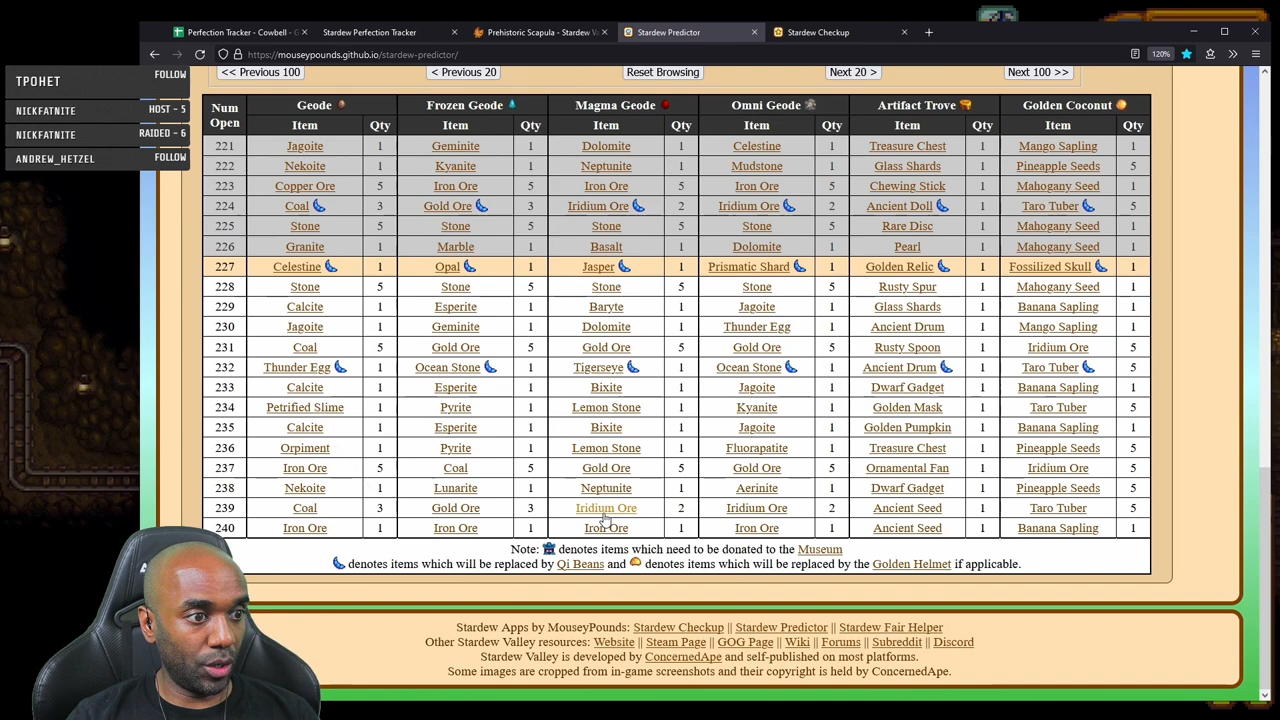 Perfection Tracker - Cowbell - G
Stardew Perfection Tracker
Prehistoric Scapula - Stardew Va
Stardew Predictor
Stardew Checkup
https://mouseypounds.github.io/stardew-predictor/
120%
TPOHET FOLLOW
NICKFATNITE HOST - 5
NICKFATNITE RAIDED - 6
ANDREW_HETZEL FOLLOW
<< Previous 100 < Previous 20 Reset Browsing Next 20 > Next 100 >>
Num Open Geode Frozen Geode Magma Geode Omni Geode Artifact Trove Golden Coconut
Item Qty Item Qty Item Qty Item Qty Item Qty Item Qty
221 Jagoite 1 Geminite 1 Dolomite 1 Celestine 1 Treasure Chest 1 Mango Sapling 1
222 Nekoite 1 Kyanite 1 Neptunite 1 Mudstone 1 Glass Shards 1 Pineapple Seeds 5
223 Copper Ore 5 Iron Ore 5 Iron Ore 5 Iron Ore 5 Chewing Stick 1 Mahogany Seed 1
224 Coal 3 Gold Ore 3 Iridium Ore 2 Iridium Ore 2 Ancient Doll 1 Taro Tuber 5
225 Stone 5 Stone 5 Stone 5 Stone 5 Rare Disc 1 Mahogany Seed 1
226 Granite 1 Marble 1 Basalt 1 Dolomite 1 Pearl 1 Mahogany Seed 1
227 Celestine 1 Opal 1 Jasper 1 Prismatic Shard 1 Golden Relic 1 Fossilized Skull 1
228 Stone 5 Stone 5 Stone 5 Stone 5 Rusty Spur 1 Mahogany Seed 1
229 Calcite 1 Esperite 1 Baryte 1 Jagoite 1 Glass Shards 1 Banana Sapling 1
230 Jagoite 1 Geminite 1 Dolomite 1 Thunder Egg 1 Ancient Drum 1 Mango Sapling 1
231 Coal 5 Gold Ore 5 Gold Ore 5 Gold Ore 5 Rusty Spoon 1 Iridium Ore 5
232 Thunder Egg 1 Ocean Stone 1 Tigerseye 1 Ocean Stone 1 Ancient Drum 1 Taro Tuber 5
233 Calcite 1 Esperite 1 Bixite 1 Jagoite 1 Dwarf Gadget 1 Banana Sapling 1
234 Petrified Slime 1 Pyrite 1 Lemon Stone 1 Kyanite 1 Golden Mask 1 Taro Tuber 5
235 Calcite 1 Esperite 1 Bixite 1 Jagoite 1 Golden Pumpkin 1 Banana Sapling 1
236 Orpiment 1 Pyrite 1 Lemon Stone 1 Fluorapatite 1 Treasure Chest 1 Pineapple Seeds 5
237 Iron Ore 5 Coal 5 Gold Ore 5 Gold Ore 5 Ornamental Fan 1 Iridium Ore 5
238 Nekoite 1 Lunarite 1 Neptunite 1 Aerinite 1 Dwarf Gadget 1 Pineapple Seeds 5
239 Coal 3 Gold Ore 3 Iridium Ore 2 Iridium Ore 2 Ancient Seed 1 Taro Tuber 5
240 Iron Ore 1 Iron Ore 1 Iron Ore 1 Iron Ore 1 Ancient Seed 1 Banana Sapling 1
Note: denotes items which need to be donated to the Museum
denotes items which will be replaced by Qi Beans and denotes items which will be replaced by the Golden Helmet if applicable.
Stardew Apps by MouseyPounds: Stardew Checkup || Stardew Predictor || Stardew Fair Helper
Other Stardew Valley resources: Website || Steam Page || GOG Page || Wiki || Forums || Subreddit || Discord
Stardew Valley is developed by ConcernedApe and self-published on most platforms.
Some images are cropped from in-game screenshots and their copyright is held by ConcernedApe.